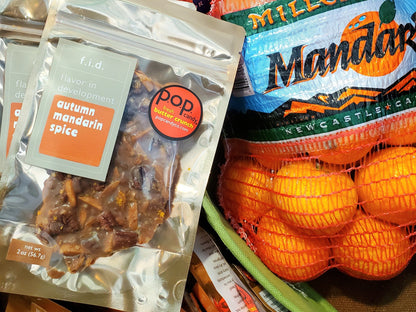 f.i.d.
flavor in
development
autumn
mandarin
spice
pop
butter crunch
net wt
2oz (56.7g)
Mandar
NEWCASTLE